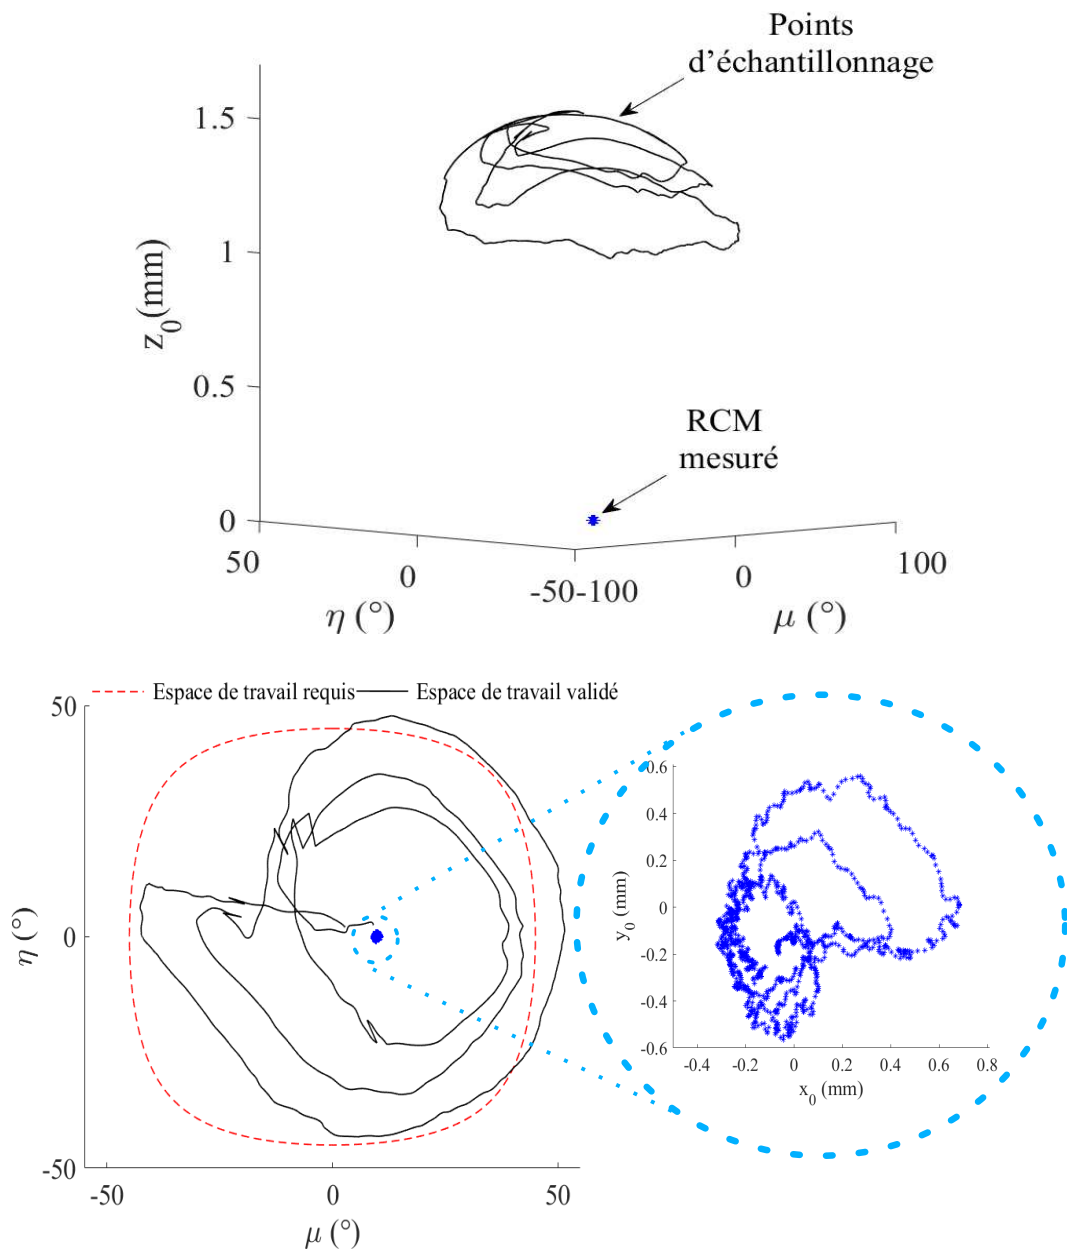 Points
d'échantillonnage
1.5
1
0.5
0
z0(mm)
RCM
mesuré
50
0
-50
-100
0
100
η (°)
μ (°)
Espace de travail requis
Espace de travail validé
50
0
-50
η (°)
-50
0
50
μ (°)
0.6
0.4
0.2
0
-0.2
-0.4
-0.6
y0 (mm)
-0.4
-0.2
0
0.2
0.4
0.6
0.8
x0 (mm)